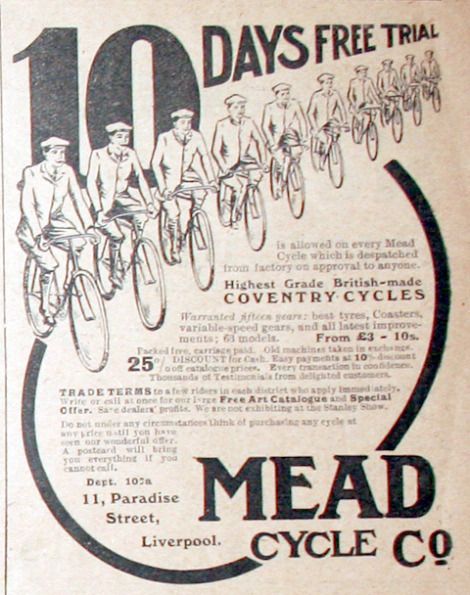 10 DAYS FREE TRIAL
is allowed on every Mead
Cycle which is despatched
from factory on approval to anyone.
Highest Grade British-made
COVENTRY CYCLES
Warranted fifteen years: best tyres, Coasters,
variable-speed gears, and all latest improve-
ments; 63 models. From £3 - 10s.
Packed free, carriage paid. Old machines taken in exchange.
25% DISCOUNT for Cash. Easy payments at 10% discount
off catalogue prices. Every transaction in confidence.
Thousands of Testimonials from delighted customers.
TRADE TERMS to a few riders in each district who apply immediately.
Write or call at once for our large Free Art Catalogue and Special
Offer. Save dealers' profits. We are not exhibiting at the Stanley Show.
Do not under any circumstances think of purchasing any cycle at
any price until you have
seen our wonderful offer.
A postcard will bring
you everything if you
cannot call.
Dept. 107a
11, Paradise
Street,
Liverpool.
MEAD
CYCLE Co